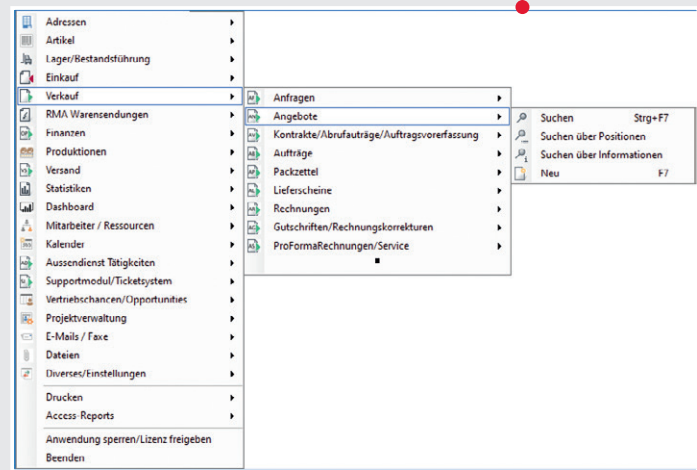 Adressen
Artikel
Lager/Bestandsführung
Einkauf
Verkauf
RMA Warensendungen
Finanzen
Produktionen
Versand
Statistiken
Dashboard
Mitarbeiter / Ressourcen
Kalender
Aussendienst Tätigkeiten
Supportmodul/Ticketsystem
Vertriebschancen/Opportunities
Projektverwaltung
E-Mails / Faxe
Dateien
Diverses/Einstellungen
Drucken
Access-Reports
Anwendung sperren/Lizenz freigeben
Beenden
Anfragen
Angebote
Kontrakte/Abrufaufträge/Auftragsvorerfassung
Aufträge
Packzettel
Lieferscheine
Rechnungen
Gutschriften/Rechnungskorrekturen
ProFormaRechnungen/Service
Suchen Strg+F7
Suchen über Positionen
Suchen über Informationen
Neu F7